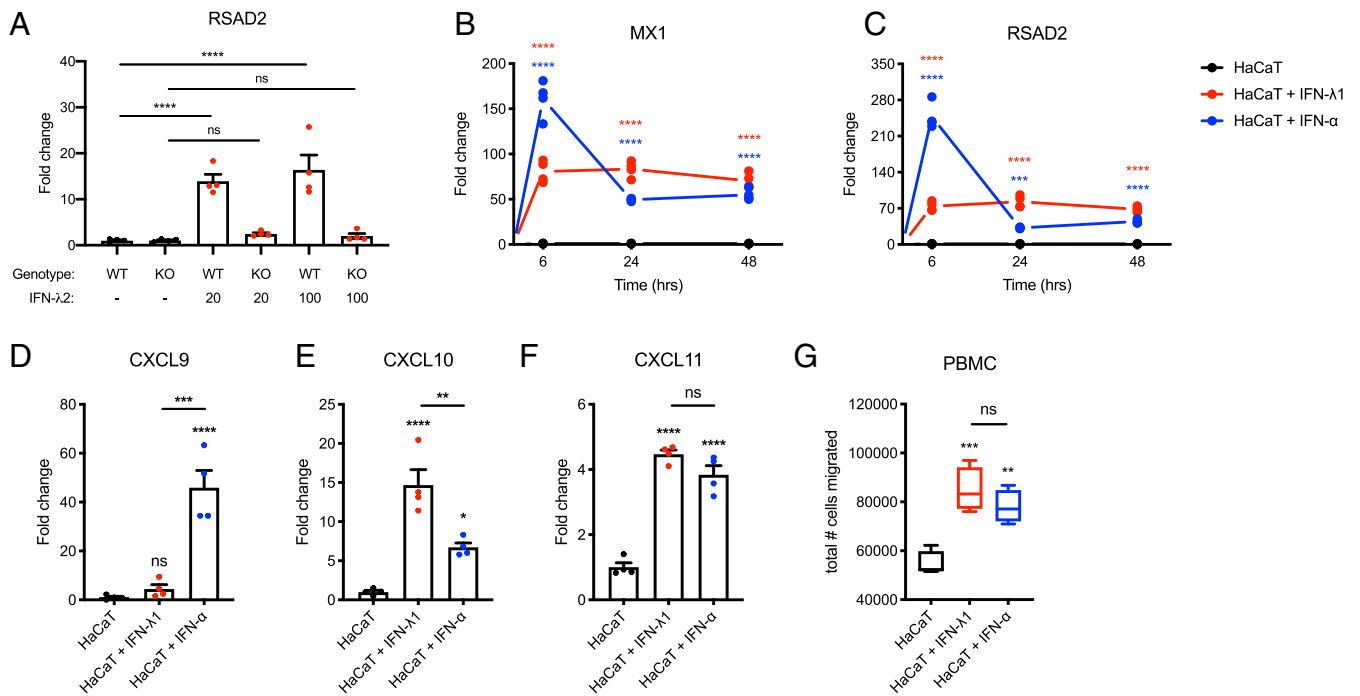 A
RSAD2
Fold change
40
30
20
10
0
****
ns
****
ns
Genotype: WT KO WT KO WT KO
IFN-λ2: - - 20 20 100 100
B
MX1
Fold change
200
150
100
50
0
****
****
****
****
****
****
6 24 48
Time (hrs)
C
RSAD2
Fold change
350
280
210
140
70
0
****
****
****
***
****
****
6 24 48
Time (hrs)
HaCaT
HaCaT + IFN-λ1
HaCaT + IFN-α
D
CXCL9
Fold change
80
60
40
20
0
***
****
ns
HaCaT
HaCaT + IFN-λ1
HaCaT + IFN-α
E
CXCL10
Fold change
25
20
15
10
5
0
**
****
*
HaCaT
HaCaT + IFN-λ1
HaCaT + IFN-α
F
CXCL11
Fold change
6
4
2
0
ns
****
****
HaCaT
HaCaT + IFN-λ1
HaCaT + IFN-α
G
PBMC
total # cells migrated
120000
100000
80000
60000
40000
ns
***
**
HaCaT
HaCaT + IFN-λ1
HaCaT + IFN-α